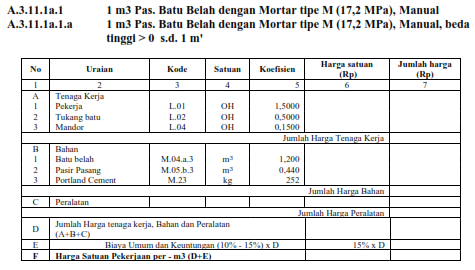 A.3.11.1a.1 1 m3 Pas. Batu Belah dengan Mortar tipe M (17,2 MPa), Manual
A.3.11.1a.1.a 1 m3 Pas. Batu Belah dengan Mortar tipe M (17,2 MPa), Manual, beda
tinggi > 0 s.d. 1 m'
No Uraian Kode Satuan Koefisien Harga satuan (Rp) Jumlah harga (Rp)
1 2 3 4 5 6 7
A Tenaga Kerja
1 Pekerja L.01 OH 1,5000
2 Tukang batu L.02 OH 0,5000
3 Mandor L.04 OH 0,1500
Jumlah Harga Tenaga Kerja
B Bahan
1 Batu belah M.04.a.3 m³ 1,200
2 Pasir Pasang M.05.b.3 m³ 0,440
3 Portland Cement M.23 kg 252
Jumlah Harga Bahan
C Peralatan
Jumlah Harga Peralatan
D Jumlah Harga tenaga kerja, Bahan dan Peralatan
(A+B+C)
E Biaya Umum dan Keuntungan (10% - 15%) x D 15% x D
F Harga Satuan Pekerjaan per - m3 (D+E)